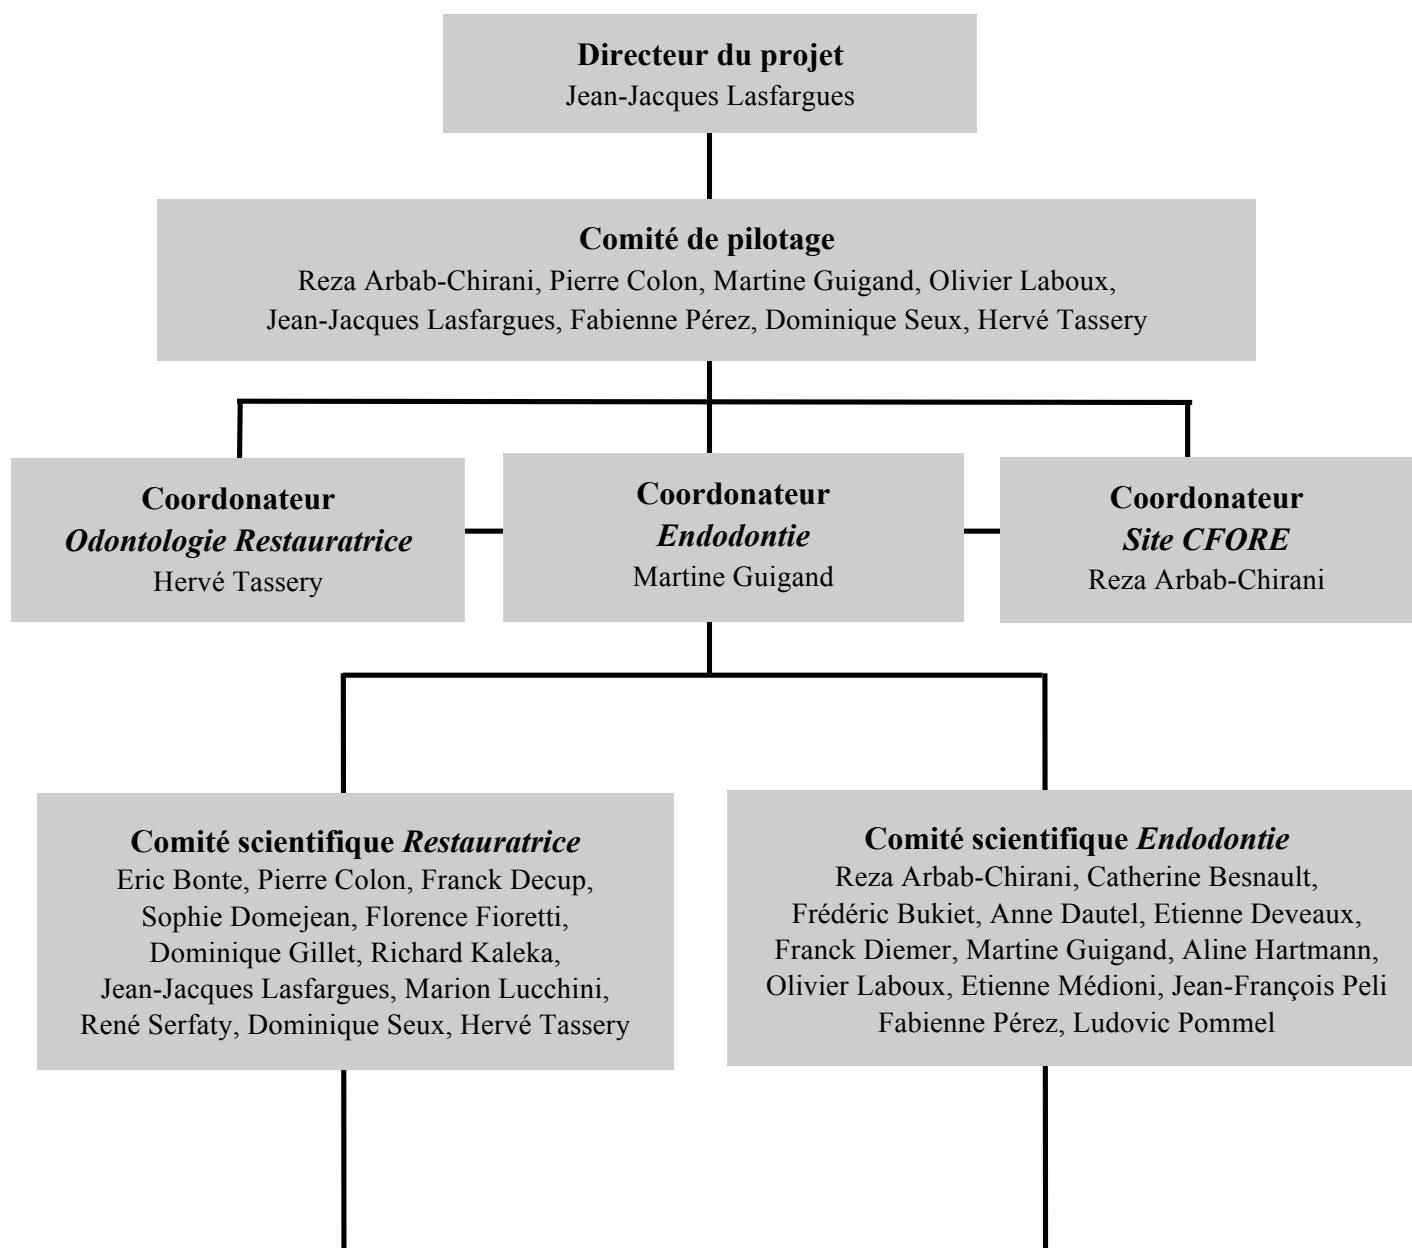 Directeur du projet
Jean-Jacques Lasfargues
Comité de pilotage
Reza Arbab-Chirani, Pierre Colon, Martine Guigand, Olivier Laboux,
Jean-Jacques Lasfargues, Fabienne Pérez, Dominique Seux, Hervé Tassery
Coordonateur
Odontologie Restauratrice
Hervé Tassery
Coordonateur
Endodontie
Martine Guigand
Coordonateur
Site CFORE
Reza Arbab-Chirani
Comité scientifique Restauratrice
Eric Bonte, Pierre Colon, Franck Decup,
Sophie Domejean, Florence Fioretti,
Dominique Gillet, Richard Kaleka,
Jean-Jacques Lasfargues, Marion Lucchini,
René Serfaty, Dominique Seux, Hervé Tassery
Comité scientifique Endodontie
Reza Arbab-Chirani, Catherine Besnault,
Frédéric Bukiet, Anne Dautel, Etienne Deveaux,
Franck Diemer, Martine Guigand, Aline Hartmann,
Olivier Laboux, Etienne Médioni, Jean-François Peli
Fabienne Pérez, Ludovic Pommel